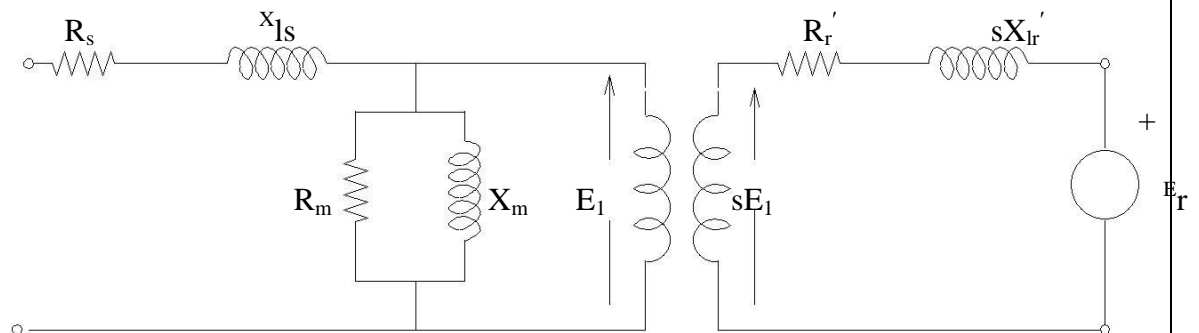 Rₛ
Xls
Rᵣ′
sXlr′
+
Rₘ
Xₘ
E₁
sE₁
Er